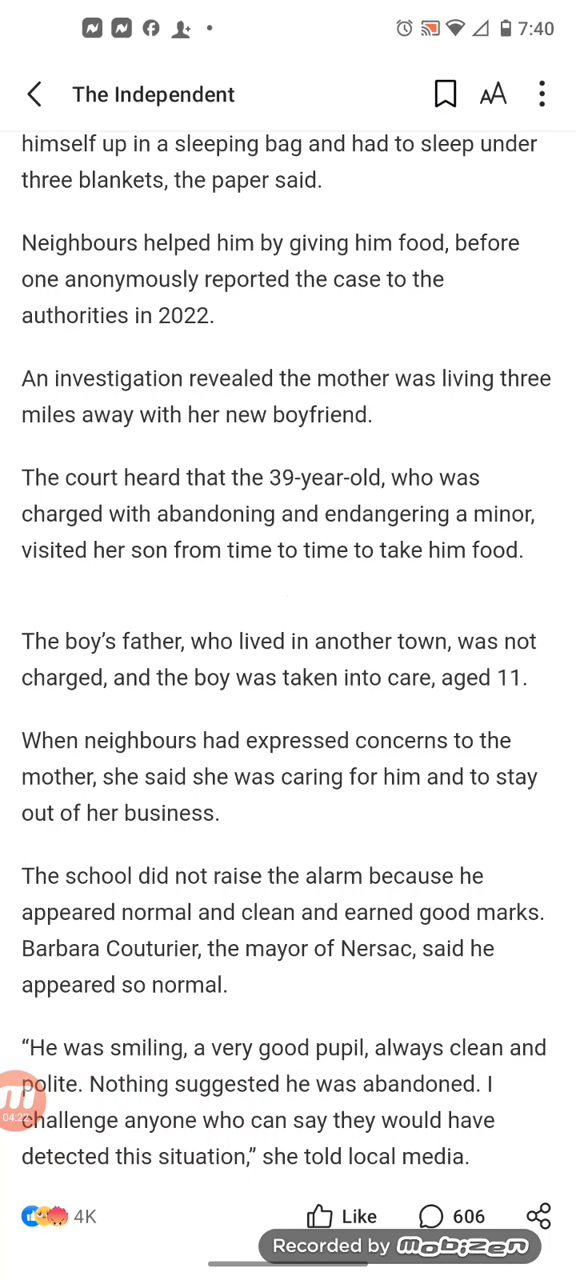 7:40
The Independent
AA
himself up in a sleeping bag and had to sleep under
three blankets, the paper said.
Neighbours helped him by giving him food, before
one anonymously reported the case to the
authorities in 2022.
An investigation revealed the mother was living three
miles away with her new boyfriend.
The court heard that the 39-year-old, who was
charged with abandoning and endangering a minor,
visited her son from time to time to take him food.
The boy’s father, who lived in another town, was not
charged, and the boy was taken into care, aged 11.
When neighbours had expressed concerns to the
mother, she said she was caring for him and to stay
out of her business.
The school did not raise the alarm because he
appeared normal and clean and earned good marks.
Barbara Couturier, the mayor of Nersac, said he
appeared so normal.
“He was smiling, a very good pupil, always clean and
polite. Nothing suggested he was abandoned. I
04:22
challenge anyone who can say they would have
detected this situation,” she told local media.
4K
Like
606
Recorded by mobizen